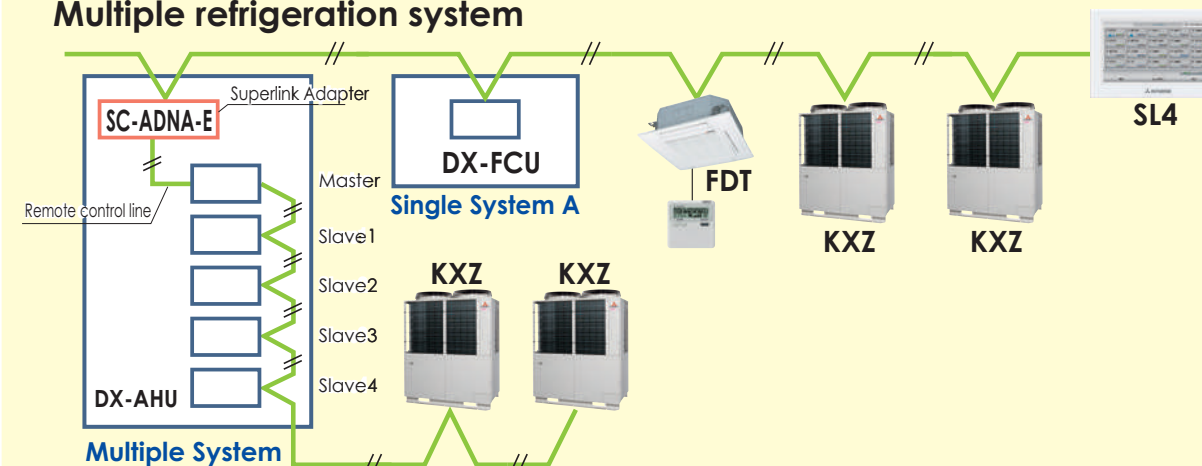 Multiple refrigeration system
SC-ADNA-E
Superlink Adapter
Remote control line
Master
Slave1
Slave2
Slave3
Slave4
DX-AHU
Multiple System
DX-FCU
Single System A
FDT
KXZ
KXZ
SL4
KXZ
KXZ